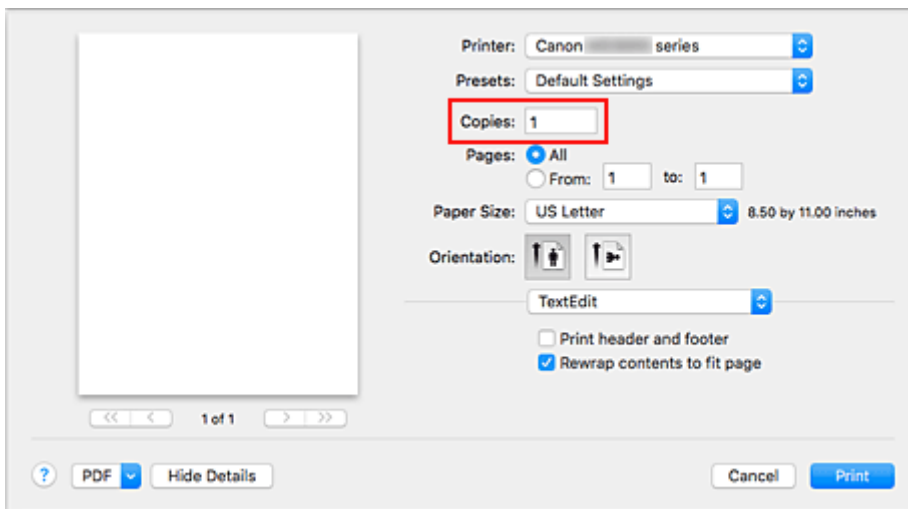 Printer: Canon series
Presets: Default Settings
Copies: 1
Pages: All
From: 1 to: 1
Paper Size: US Letter 8.50 by 11.00 inches
Orientation:
TextEdit
Print header and footer
Rewrap contents to fit page
<< < 1 of 1 > >>
? PDF Hide Details Cancel Print